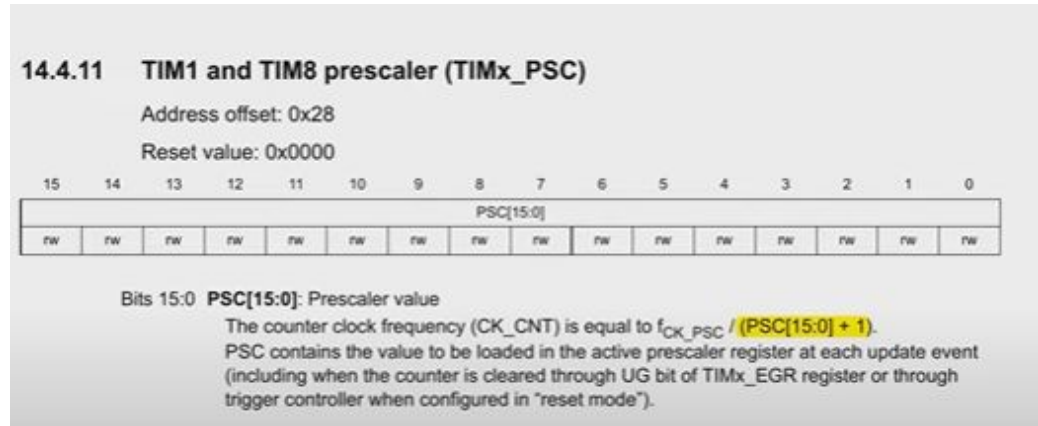 14.4.11 TIM1 and TIM8 prescaler (TIMx_PSC)
Address offset: 0x28
Reset value: 0x0000
15 14 13 12 11 10 9 8 7 6 5 4 3 2 1 0
PSC[15:0]
rw rw rw rw rw rw rw rw rw rw rw rw rw rw rw rw
Bits 15:0 PSC[15:0]: Prescaler value
The counter clock frequency (CK_CNT) is equal to fCK_PSC / (PSC[15:0] + 1).
PSC contains the value to be loaded in the active prescaler register at each update event
(including when the counter is cleared through UG bit of TIMx_EGR register or through
trigger controller when configured in “reset mode”).